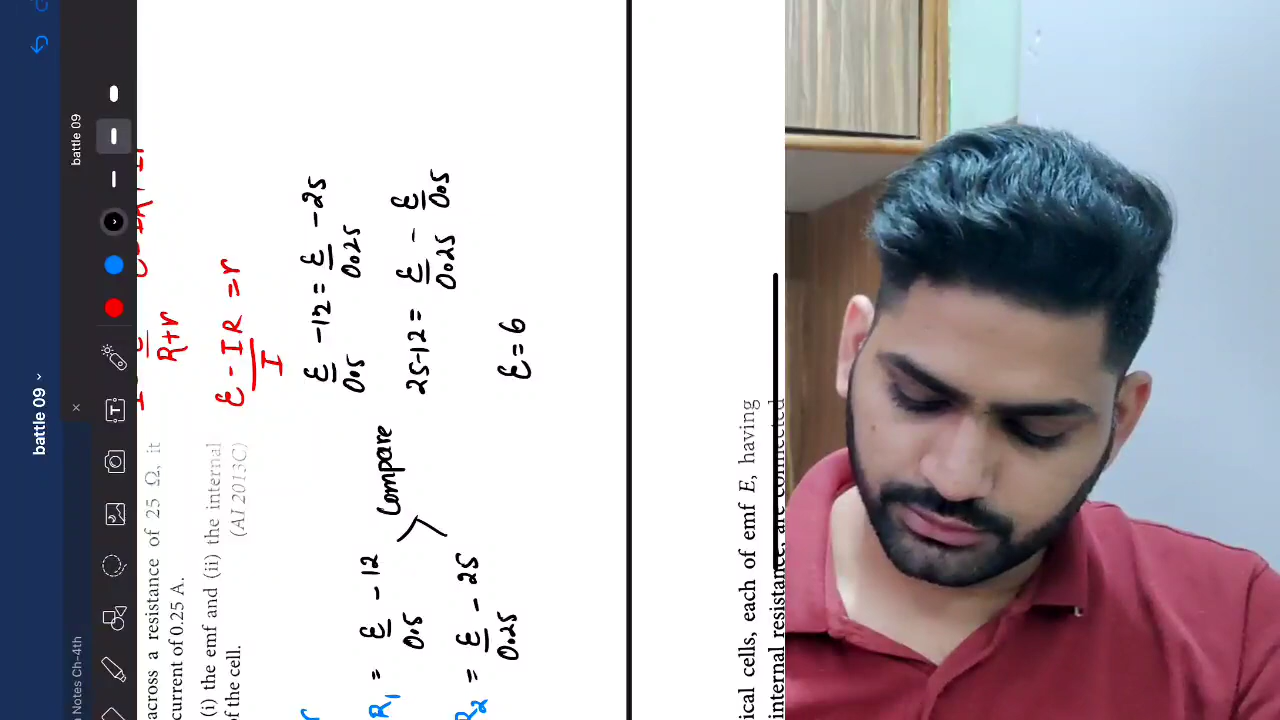 battle 09
battle 09
Notes Ch-4th
across a resistance of 25 Ω, it
current of 0.25 A.
(i) the emf and (ii) the internal
of the cell.
(AI 2013C)
R+r
ε - IR = r
I
R₁ = ε/0.5 - 12
R₂ = ε/0.25 - 25
Compare
ε/0.5 - 12 = ε/0.25 - 25
25-12 = ε/0.25 - ε/0.5
ε = 6
ical cells, each of emf E, having
internal resistance, are connected